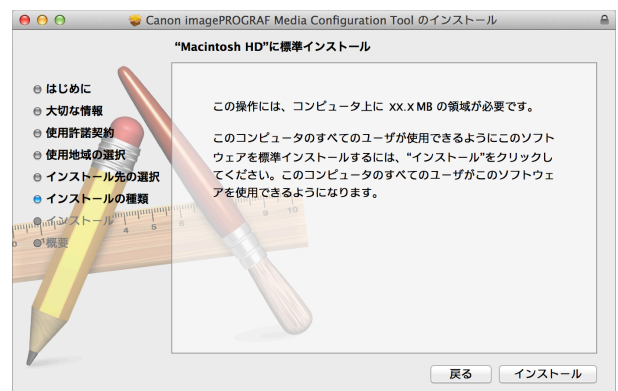 Canon imagePROGRAF Media Configuration Tool のインストール
“Macintosh HD”に標準インストール
はじめに
大切な情報
使用許諾契約
使用地域の選択
インストール先の選択
インストールの種類
インストール
概要
この操作には、コンピュータ上に xx.x MB の領域が必要です。
このコンピュータのすべてのユーザが使用できるようにこのソフト
ウェアを標準インストールするには、“インストール”をクリックし
てください。このコンピュータのすべてのユーザがこのソフトウェ
アを使用できるようになります。
4 5 6 9 10
戻る インストール